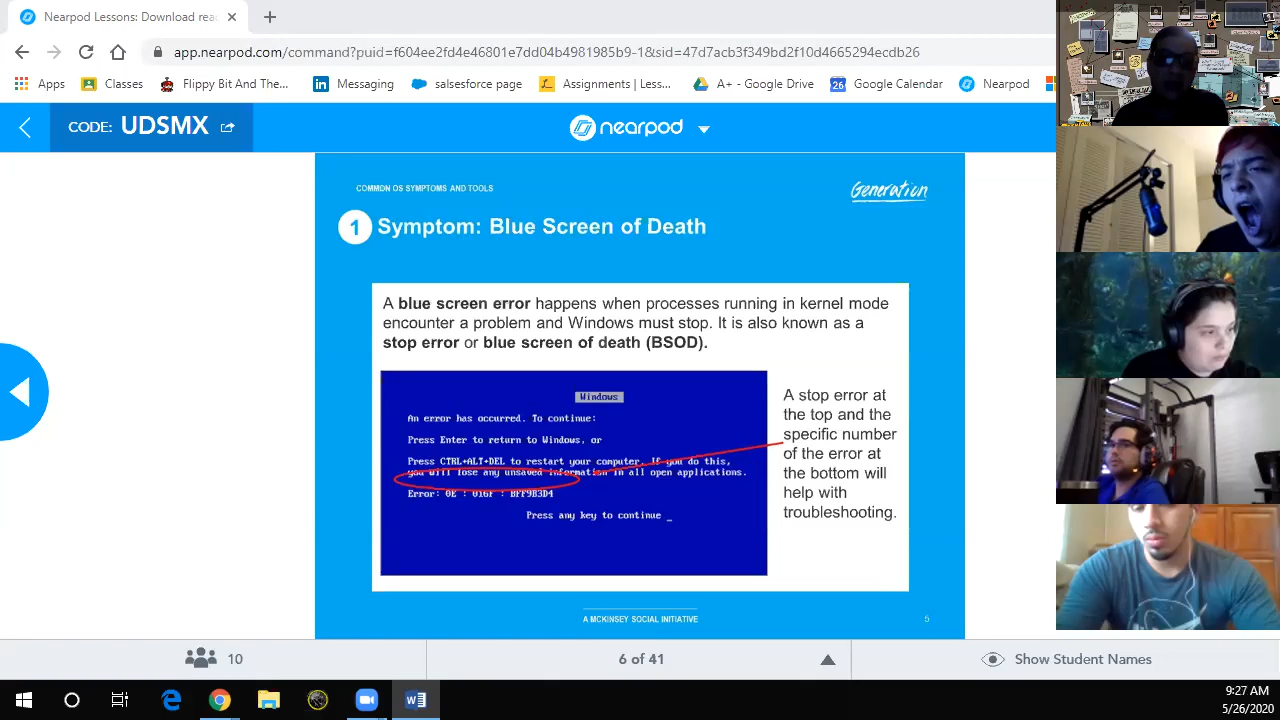 Nearpod Lessons: Download rea
app.nearpod.com
Apps
Classes
Flippy Bit And The...
Messaging
salesforce page
Assignments | Less...
A+ - Google Drive
Google Calendar
Nearpod
CODE: UDSMX
nearpod
COMMON OS SYMPTOMS AND TOOLS
Generation
1 Symptom: Blue Screen of Death
A blue screen error happens when processes running in kernel mode
encounter a problem and Windows must stop. It is also known as a
stop error or blue screen of death (BSOD).
Windows
An error has occurred. To continue:
Press Enter to return to Windows, or
Press CTRL+ALT+DEL to restart your computer. If you do this,
you will lose any unsaved information in all open applications.
Error: 0E : 016F : BFF9B3D4
Press any key to continue _
A stop error at
the top and the
specific number
of the error at
the bottom will
help with
troubleshooting.
A MCKINSEY SOCIAL INITIATIVE
5
10
6 of 41
Show Student Names
9:27 AM
5/26/2020